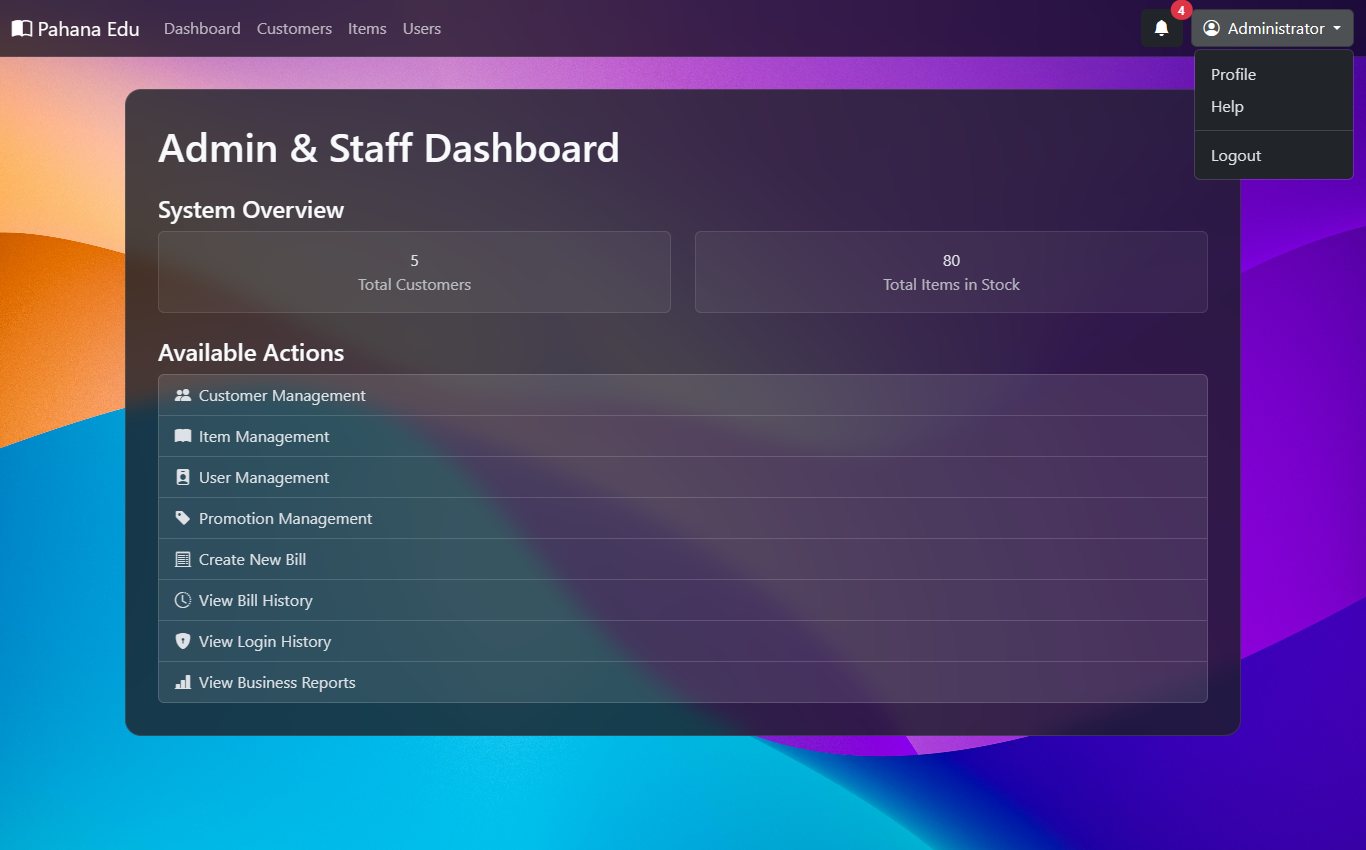 Pahana Edu Dashboard Customers Items Users 4 Administrator
Profile
Help
Logout
Admin & Staff Dashboard
System Overview
5
Total Customers
80
Total Items in Stock
Available Actions
Customer Management
Item Management
User Management
Promotion Management
Create New Bill
View Bill History
View Login History
View Business Reports